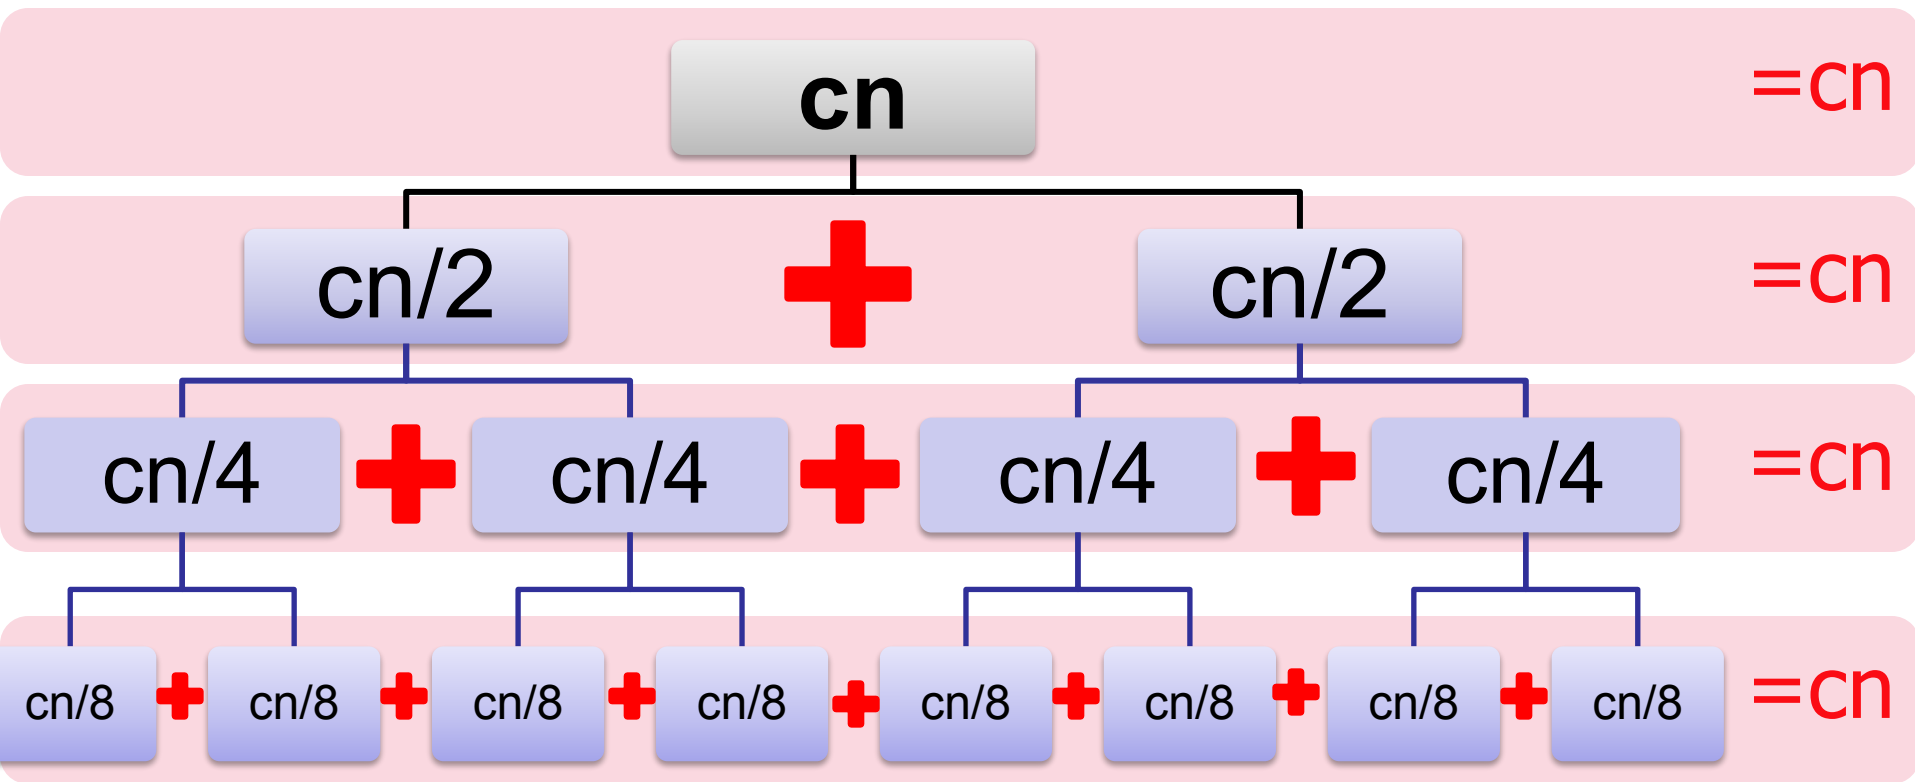 cn =cn
cn/2 + cn/2 =cn
cn/4 + cn/4 + cn/4 + cn/4 =cn
cn/8 + cn/8 + cn/8 + cn/8 + cn/8 + cn/8 + cn/8 + cn/8 =cn